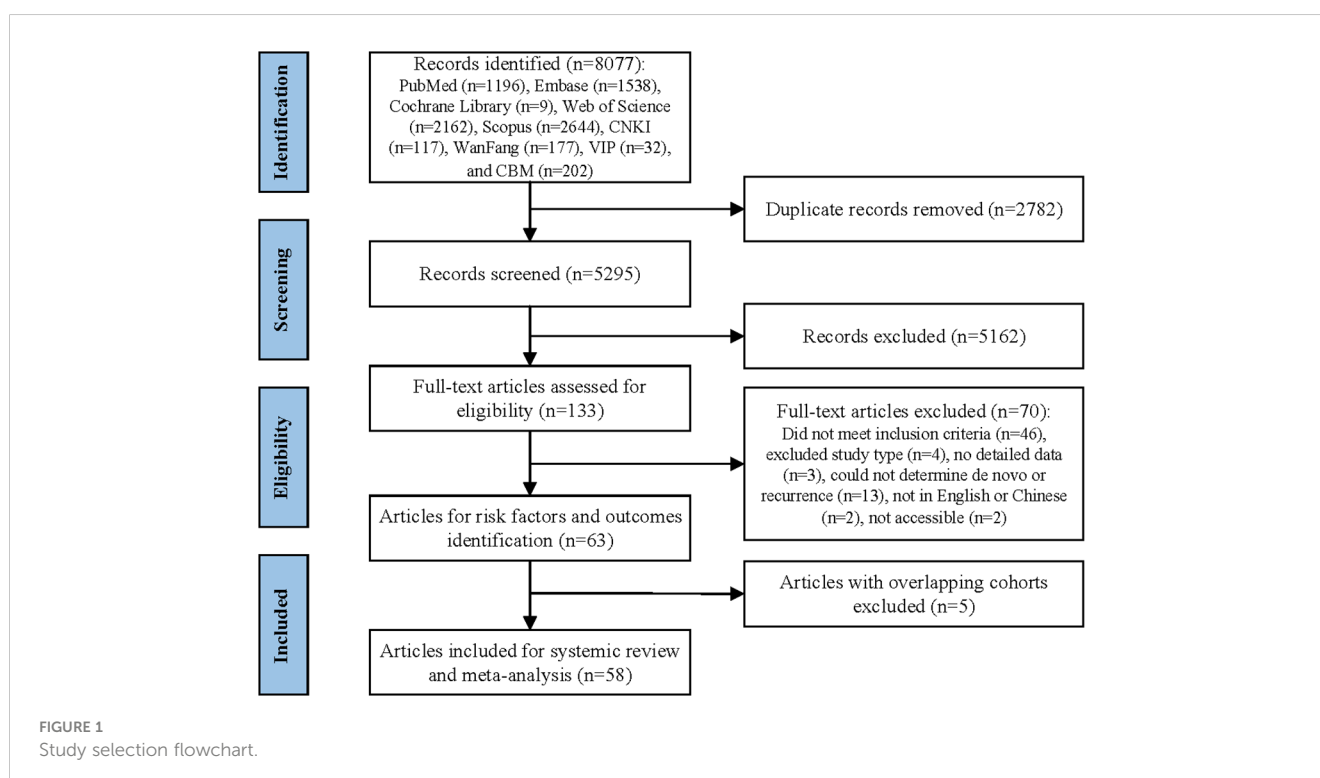 Identification
Records identified (n=8077):
PubMed (n=1196), Embase (n=1538),
Cochrane Library (n=9), Web of Science
(n=2162), Scopus (n=2644), CNKI
(n=117), WanFang (n=177), VIP (n=32),
and CBM (n=202)
Duplicate records removed (n=2782)
Screening
Records screened (n=5295)
Records excluded (n=5162)
Eligibility
Full-text articles assessed for
eligibility (n=133)
Full-text articles excluded (n=70):
Did not meet inclusion criteria (n=46),
excluded study type (n=4), no detailed data
(n=3), could not determine de novo or
recurrence (n=13), not in English or Chinese
(n=2), not accessible (n=2)
Articles for risk factors and outcomes
identification (n=63)
Included
Articles with overlapping cohorts
excluded (n=5)
Articles included for systemic review
and meta-analysis (n=58)
FIGURE 1
Study selection flowchart.